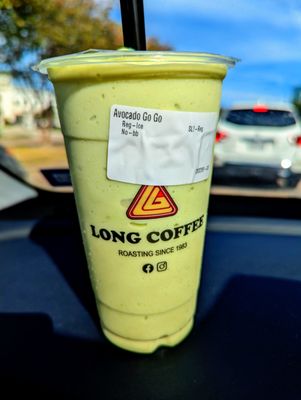 Avocado Go Go
Reg-Ice SL1-Reg
No-bb
LONG COFFEE
ROASTING SINCE 1983